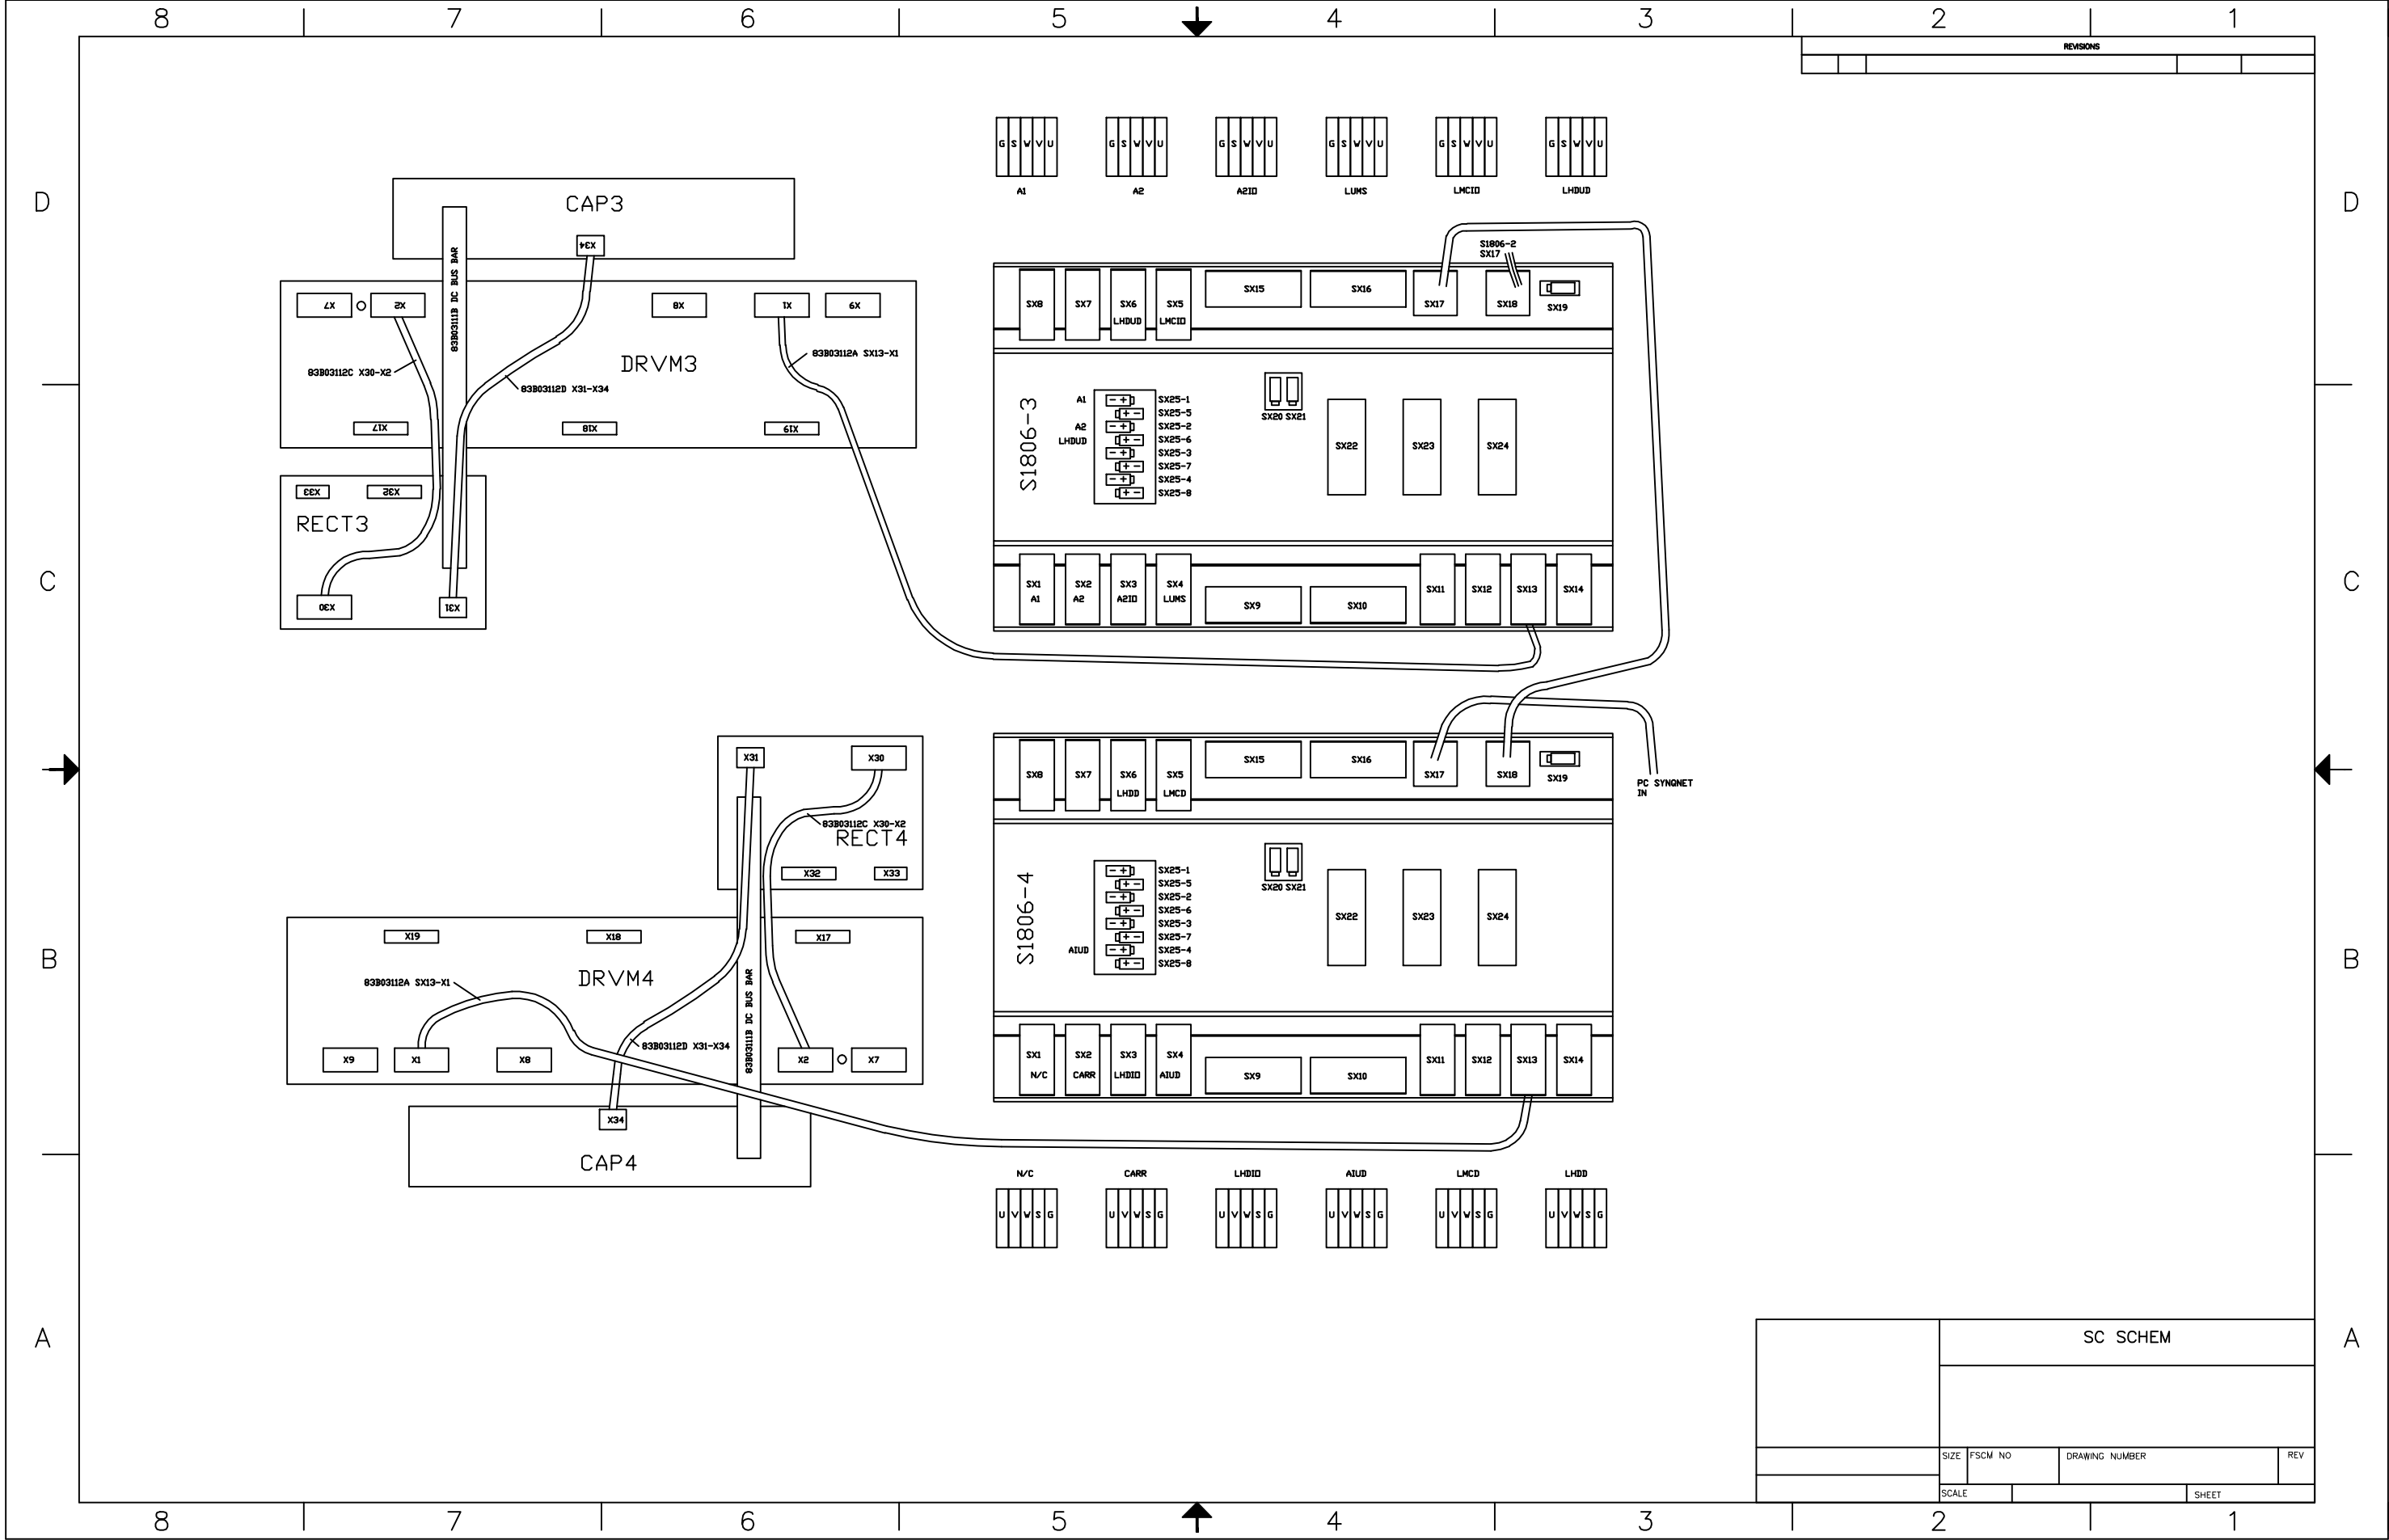 8 7 6 5 4 3 2 1
REVISIONS
G S W V U
G S W V U
G S W V U
G S W V U
G S W V U
G S W V U
A1 A2 A2IO LUMS LMCIO LHDUD
D D
CAP3
X34
83B03111B DC BUS BAR
X7 X2 X8 X1 X9
DRVM3
83B03112A SX13-X1
83B03112C X30-X2
83B03112D X31-X34
X17 X18 X19
X33 X32
RECT3
X30 X31
S1806-2
SX17
SX8 SX7 SX6 SX5 SX15 SX16 SX17 SX18 SX19
LHDUD LMCIO
S1806-3
A1 - + SX25-1
+ - SX25-5
A2 - + SX25-2
LHDUD + - SX25-6
- + SX25-3
+ - SX25-7
- + SX25-4
+ - SX25-8
SX20 SX21
SX22 SX23 SX24
C C
SX1 SX2 SX3 SX4 SX9 SX10 SX11 SX12 SX13 SX14
A1 A2 A2IO LUMS
X31 X30
83B03112C X30-X2
RECT4
X32 X33
X19 X18 X17
DRVM4
83B03112A SX13-X1
83B03112D X31-X34
83B03111B DC BUS BAR
X9 X1 X8 X2 X7
X34
CAP4
SX8 SX7 SX6 SX5 SX15 SX16 SX17 SX18 SX19
LHDD LMCD
PC SYNQNET
IN
S1806-4
- + SX25-1
+ - SX25-5
- + SX25-2
+ - SX25-6
- + SX25-3
+ - SX25-7
AIUD - + SX25-4
+ - SX25-8
SX20 SX21
SX22 SX23 SX24
B B
SX1 SX2 SX3 SX4 SX9 SX10 SX11 SX12 SX13 SX14
N/C CARR LHDIO AIUD
N/C CARR LHDIO AIUD LMCD LHDD
U V W S G
U V W S G
U V W S G
U V W S G
U V W S G
U V W S G
A A
SC SCHEM
SIZE FSCM NO DRAWING NUMBER REV
SCALE SHEET
8 7 6 5 4 3 2 1